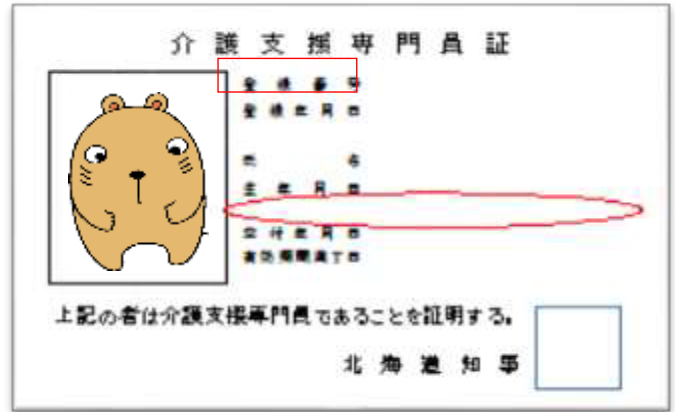 介護支援専門員証
登録番号
登録年月日
氏名
生年月日
交付年月日
有効期間満了日
上記の者は介護支援専門員であることを証明する。
北海道知事